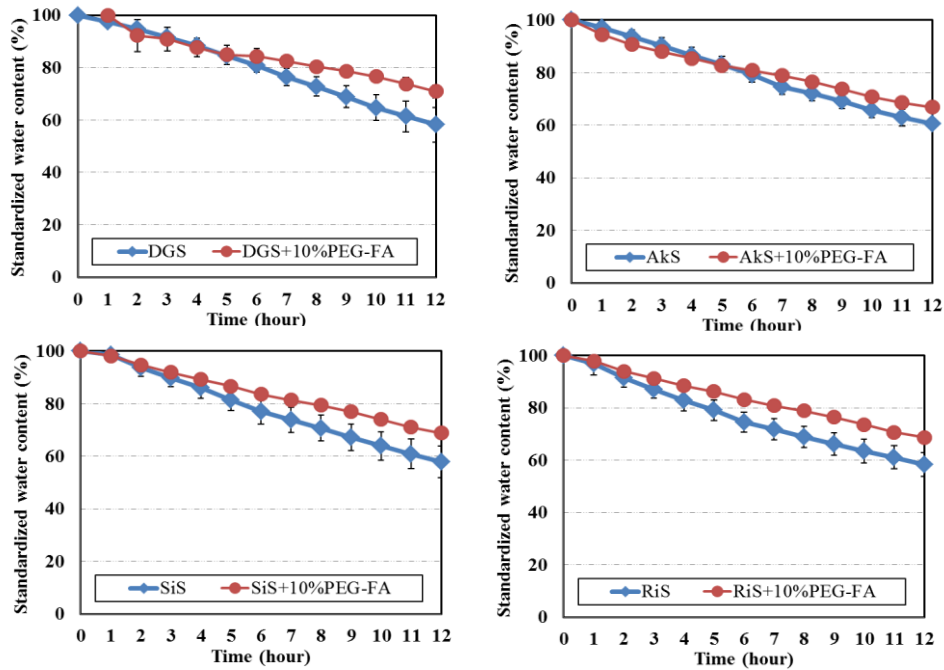 Standardized water content (%)
100
80
60
40
20
0
DGS DGS+10%PEG-FA
0 1 2 3 4 5 6 7 8 9 10 11 12
Time (hour)
Standardized water content (%)
100
80
60
40
20
0
AkS AkS+10%PEG-FA
0 1 2 3 4 5 6 7 8 9 10 11 12
Time (hour)
Standardized water content (%)
100
80
60
40
20
0
SiS SiS+10%PEG-FA
0 1 2 3 4 5 6 7 8 9 10 11 12
Time (hour)
Standardized water content (%)
100
80
60
40
20
0
RiS RiS+10%PEG-FA
0 1 2 3 4 5 6 7 8 9 10 11 12
Time (hour)